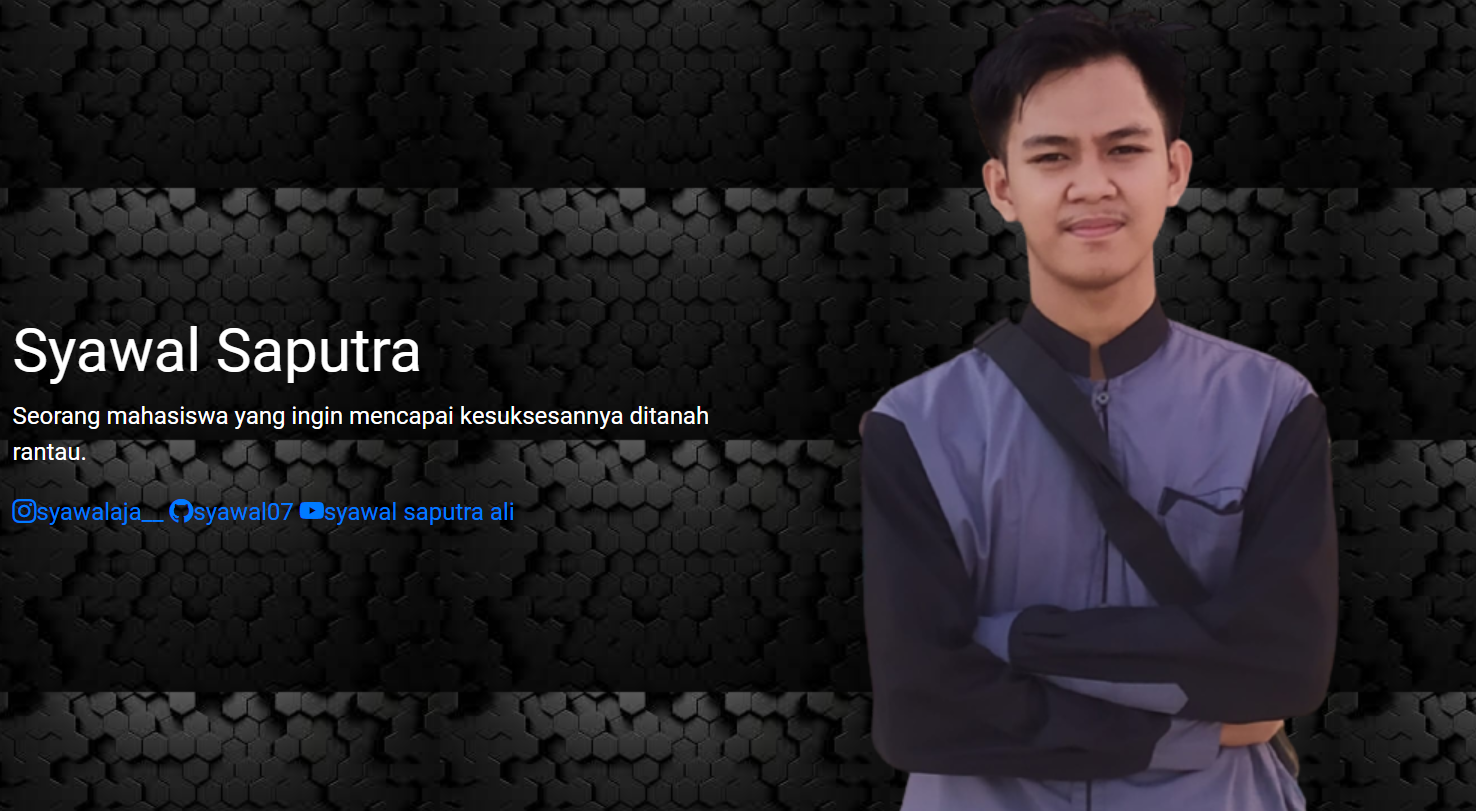 Syawal Saputra
Seorang mahasiswa yang ingin mencapai kesuksesannya ditanah
rantau.
syawalaja__ syawal07 syawal saputra ali